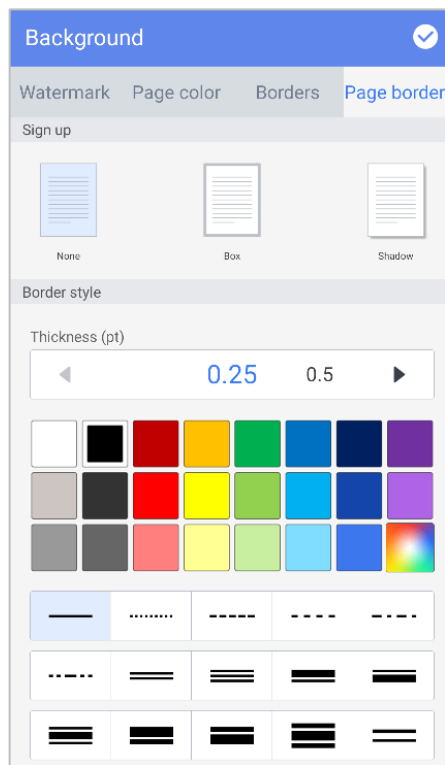 Background
Watermark Page color Borders Page border
Sign up
None Box Shadow
Border style
Thickness (pt)
0.25 0.5